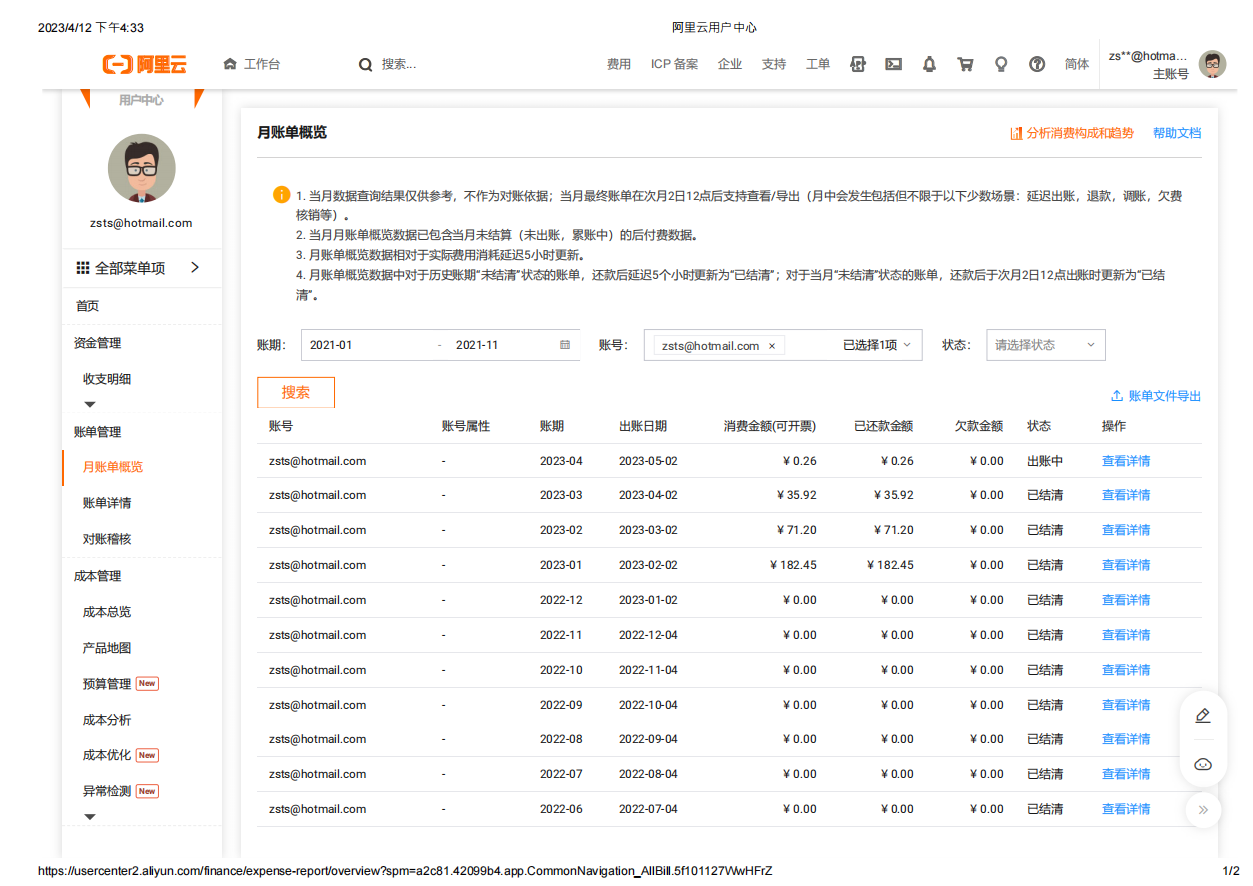 2023/4/12 下午4:33
阿里云用户中心
阿里云
工作台
搜索...
费用 ICP 备案 企业 支持 工单 简体
zs**@hotma...
主账号
用户中心
zsts@hotmail.com
全部菜单项
首页
资金管理
收支明细
账单管理
月账单概览
账单详情
对账稽核
成本管理
成本总览
产品地图
预算管理 New
成本分析
成本优化 New
异常检测 New
月账单概览
分析消费构成和趋势 帮助文档
1. 当月数据查询结果仅供参考，不作为对账依据；当月最终账单在次月2日12点后支持查看/导出（月中会发生包括但不限于以下少数场景：延迟出账，退款，调账，欠费
核销等）。
2. 当月月账单概览数据已包含当月未结算（未出账，累账中）的后付费数据。
3. 月账单概览数据相对于实际费用消耗延迟5小时更新。
4. 月账单概览数据中对于历史账期“未结清”状态的账单，还款后延迟5个小时更新为“已结清”；对于当月“未结清”状态的账单，还款后于次月2日12点出账时更新为“已结
清”。
账期： 2021-01 - 2021-11 账号： zsts@hotmail.com × 已选择1项 状态： 请选择状态
搜索
账单文件导出
账号 账号属性 账期 出账日期 消费金额(可开票) 已还款金额 欠款金额 状态 操作
zsts@hotmail.com - 2023-04 2023-05-02 ¥ 0.26 ¥ 0.26 ¥ 0.00 出账中 查看详情
zsts@hotmail.com - 2023-03 2023-04-02 ¥ 35.92 ¥ 35.92 ¥ 0.00 已结清 查看详情
zsts@hotmail.com - 2023-02 2023-03-02 ¥ 71.20 ¥ 71.20 ¥ 0.00 已结清 查看详情
zsts@hotmail.com - 2023-01 2023-02-02 ¥ 182.45 ¥ 182.45 ¥ 0.00 已结清 查看详情
zsts@hotmail.com - 2022-12 2023-01-02 ¥ 0.00 ¥ 0.00 ¥ 0.00 已结清 查看详情
zsts@hotmail.com - 2022-11 2022-12-04 ¥ 0.00 ¥ 0.00 ¥ 0.00 已结清 查看详情
zsts@hotmail.com - 2022-10 2022-11-04 ¥ 0.00 ¥ 0.00 ¥ 0.00 已结清 查看详情
zsts@hotmail.com - 2022-09 2022-10-04 ¥ 0.00 ¥ 0.00 ¥ 0.00 已结清 查看详情
zsts@hotmail.com - 2022-08 2022-09-04 ¥ 0.00 ¥ 0.00 ¥ 0.00 已结清 查看详情
zsts@hotmail.com - 2022-07 2022-08-04 ¥ 0.00 ¥ 0.00 ¥ 0.00 已结清 查看详情
zsts@hotmail.com - 2022-06 2022-07-04 ¥ 0.00 ¥ 0.00 ¥ 0.00 已结清 查看详情
https://usercenter2.aliyun.com/finance/expense-report/overview?spm=a2c81.42099b4.app.CommonNavigation_AllBill.5f101127VwwHFrZ
1/2